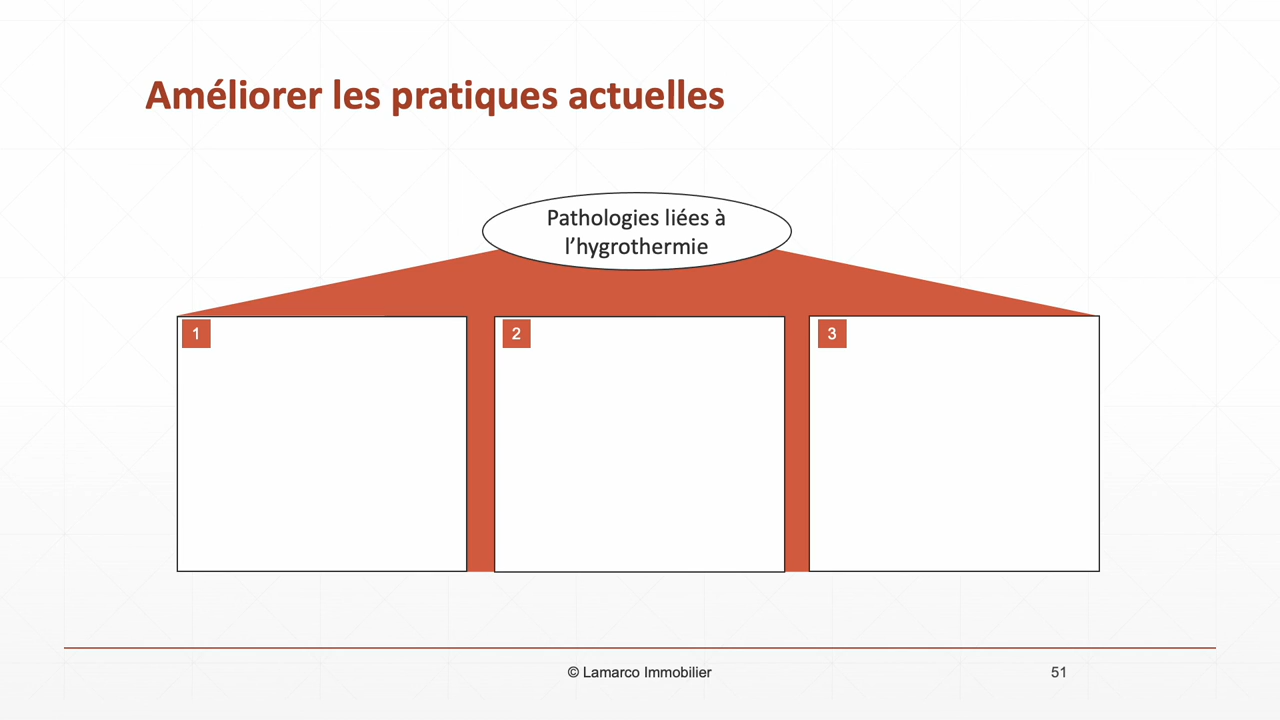 Améliorer les pratiques actuelles
Pathologies liées à
l’hygrothermie
1
2
3
© Lamarco Immobilier
51